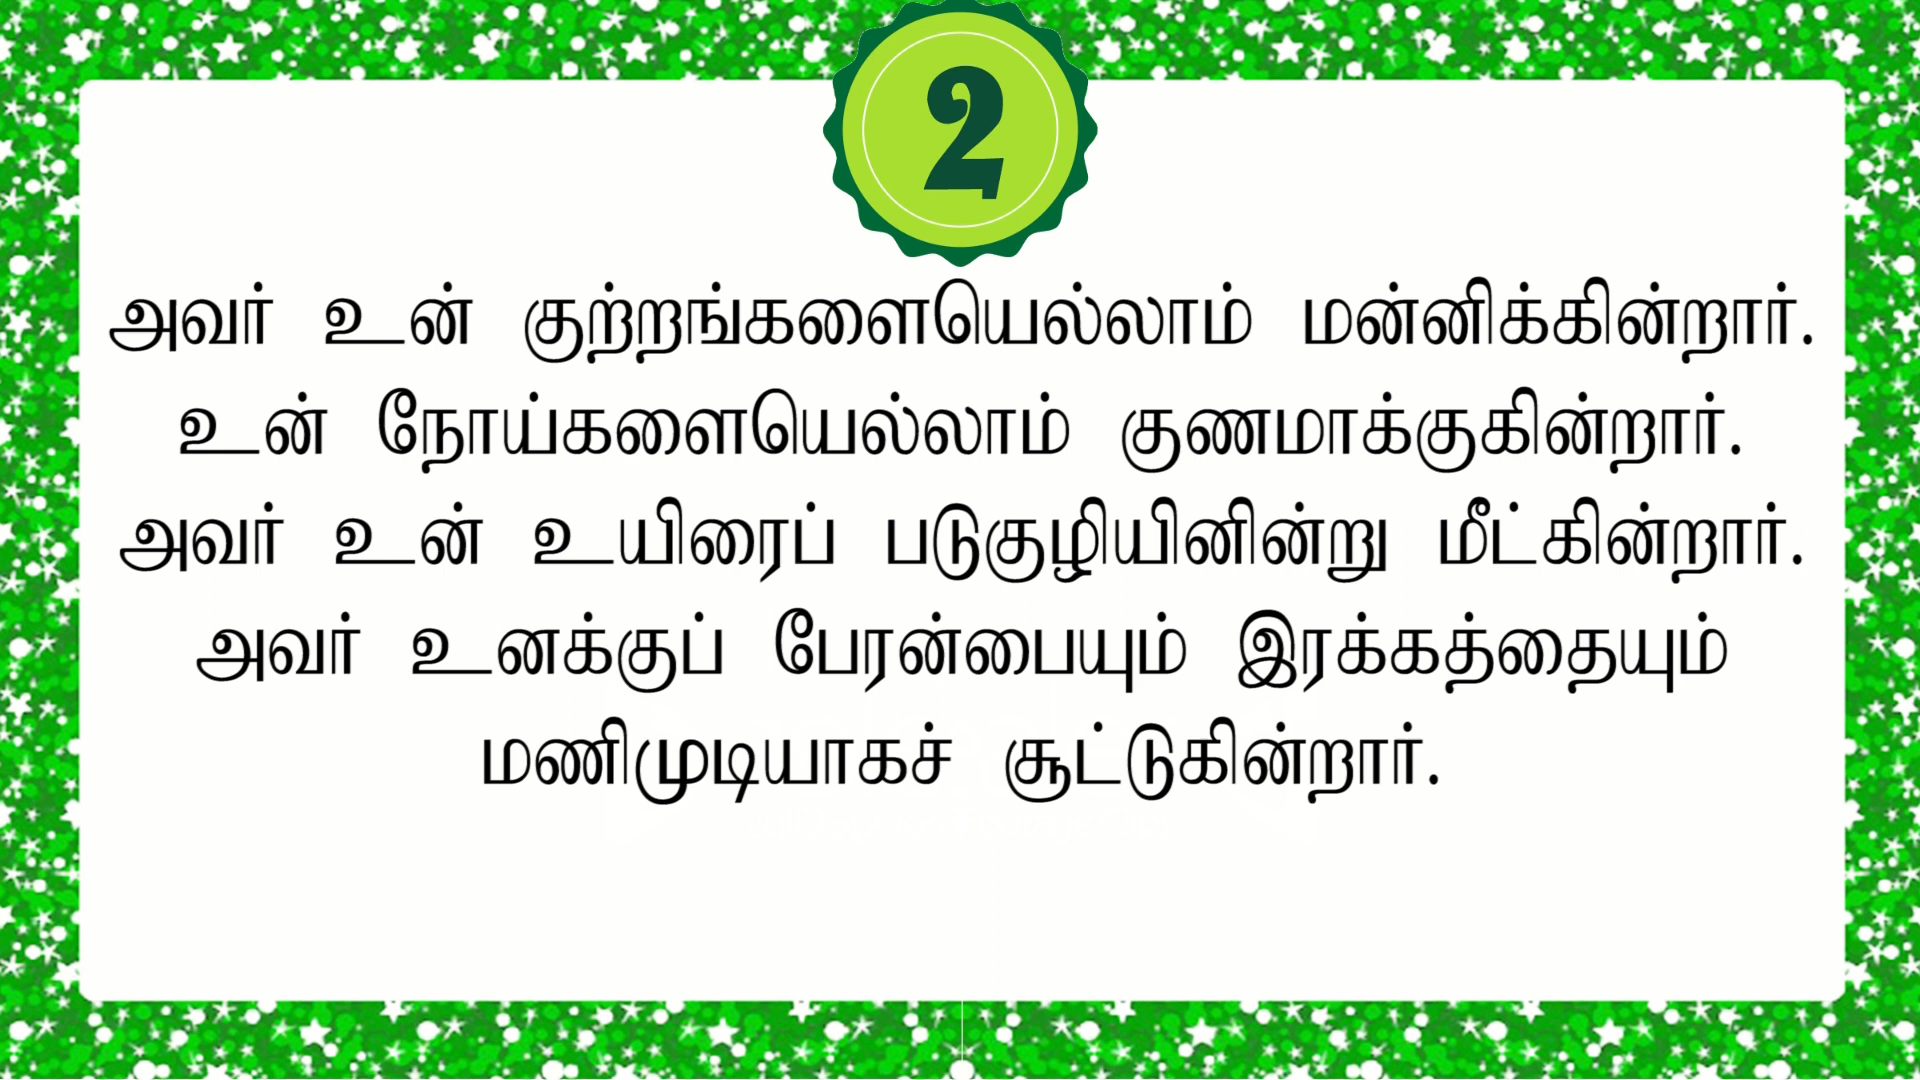 2
அவர் உன் குற்றங்களையெல்லாம் மன்னிக்கின்றார்.
உன் நோய்களையெல்லாம் குணமாக்குகின்றார்.
அவர் உன் உயிரைப் படுகுழியினின்று மீட்கின்றார்.
அவர் உனக்குப் பேரன்பையும் இரக்கத்தையும்
மணிமுடியாகச் சூட்டுகின்றார்.